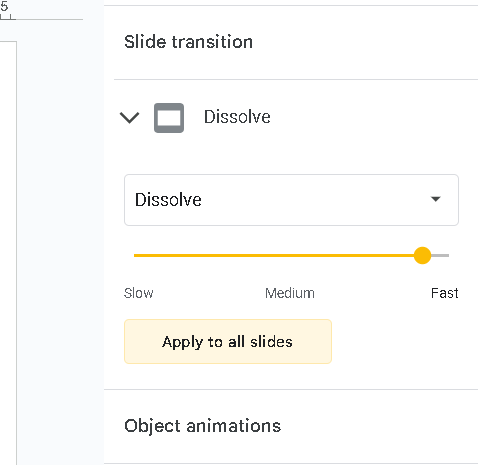 5
Slide transition
Dissolve
Dissolve
Slow Medium Fast
Apply to all slides
Object animations